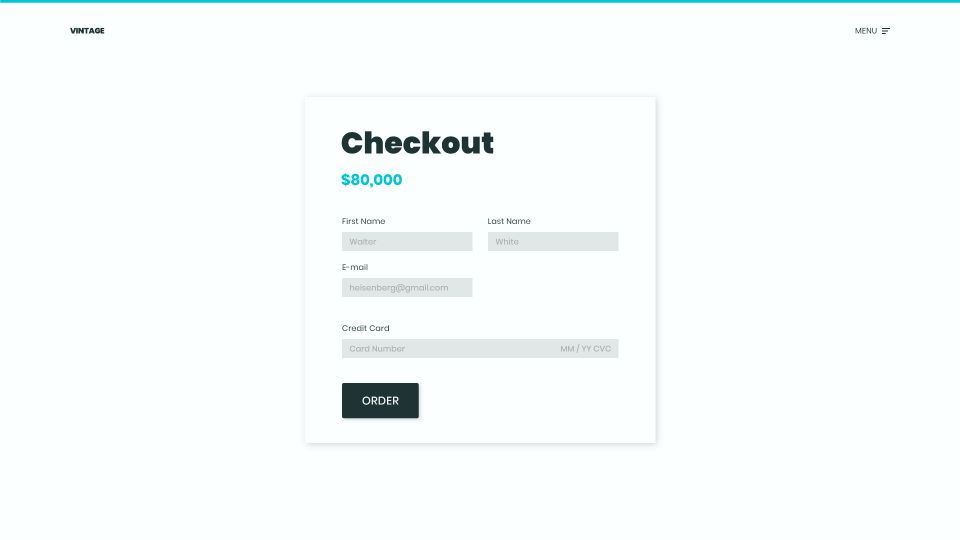 VINTAGE
MENU
Checkout
$80,000
First Name
Last Name
Walter
White
E-mail
heisenberg@gmail.com
Credit Card
Card Number
MM / YY CVC
ORDER